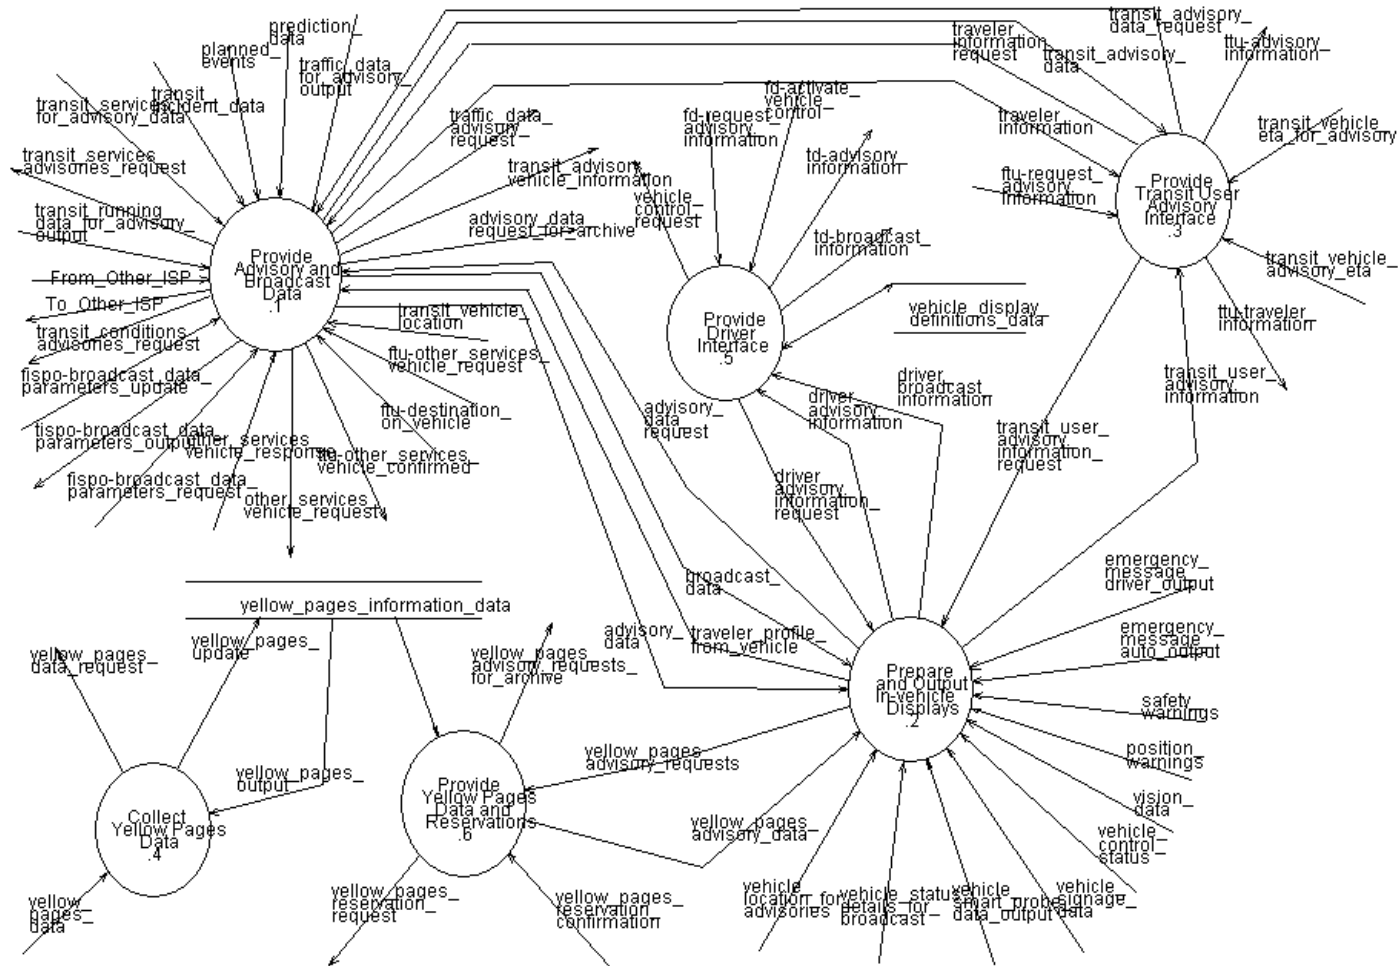 prediction_
data
planned_
events
traffic_data
for_advisory_
output
transit_
incident_data
transit_services_
for_advisory_data
transit_services_
advisories_request
transit_running_
data_for_advisory_
output
From_Other_ISP
To_Other_ISP
transit_conditions_
advisories_request
fispo-broadcast_data_
parameters_update
tispo-broadcast_data_
parameters_output
fispo-broadcast_data_
parameters_request
other_services_
vehicle_response
other_services_
vehicle_request
ftu-other_services_
vehicle_confirmed
ftu-destination_
on_vehicle
ftu-other_services_
vehicle_request
transit_vehicle_
location
Provide
Advisory and
Broadcast
Data
.1
traffic_data_
advisory_
request
transit_advisory_
vehicle_information
advisory_data_
request_for_archive
vehicle_
control_
request
fd-request_
advisory_
information
fd-activate_
vehicle_
control
td-advisory_
information
td-broadcast_
information
vehicle_display_
definitions_data
Provide
Driver
Interface
.5
traveler_
information_
request
transit_advisory_
data
transit_advisory_
data_request
ttu-advisory_
information
traveler_
information
ftu-request_
advisory_
information
transit_vehicle_
eta_for_advisory
Provide
Transit User
Advisory
Interface
.3
transit_vehicle_
advisory_eta
ttu-traveler_
information
transit_user_
advisory_
information
transit_user_
advisory_
information_
request
driver_
broadcast_
information
driver_
advisory_
information
advisory_
data_
request
driver_
advisory_
information_
request
broadcast_
data
advisory_
data
traveler_profile_
from_vehicle
emergency_
message_
driver_output
emergency_
message_
auto_output
safety_
warnings
position_
warnings
vision_
data
vehicle_
control_
status
Prepare
and Output
In-vehicle
Displays
.2
vehicle_
location_for_
advisories
vehicle_status_
details_for_
broadcast
vehicle_
smart_probe_
data_output
vehicle_
signage_
data
yellow_pages_information_data
yellow_pages_
data_request
yellow_pages_
update
yellow_pages_
output
yellow_pages_
advisory_requests_
for_archive
yellow_pages_
advisory_requests
yellow_pages_
advisory_data
Collect
Yellow Pages
Data
.4
Provide
Yellow Pages
Data and
Reservations
.6
yellow_
pages_
data
yellow_pages_
reservation_
request
yellow_pages_
reservation_
confirmation